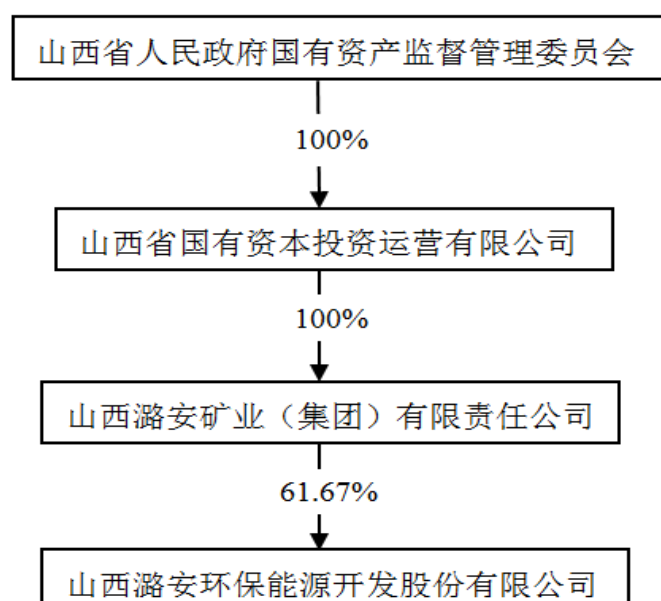 山西省人民政府国有资产监督管理委员会
100%
山西省国有资本投资运营有限公司
100%
山西潞安矿业（集团）有限责任公司
61.67%
山西潞安环保能源开发股份有限公司